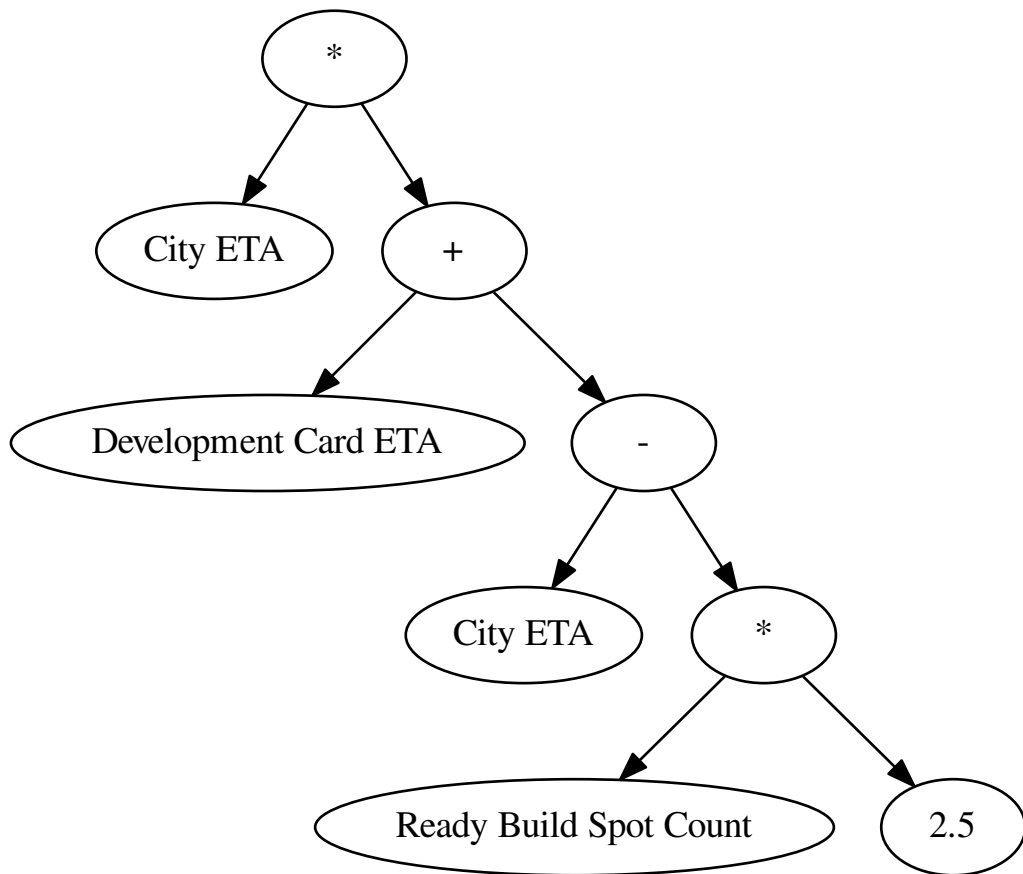 *
City ETA
+
Development Card ETA
-
City ETA
*
Ready Build Spot Count
2.5